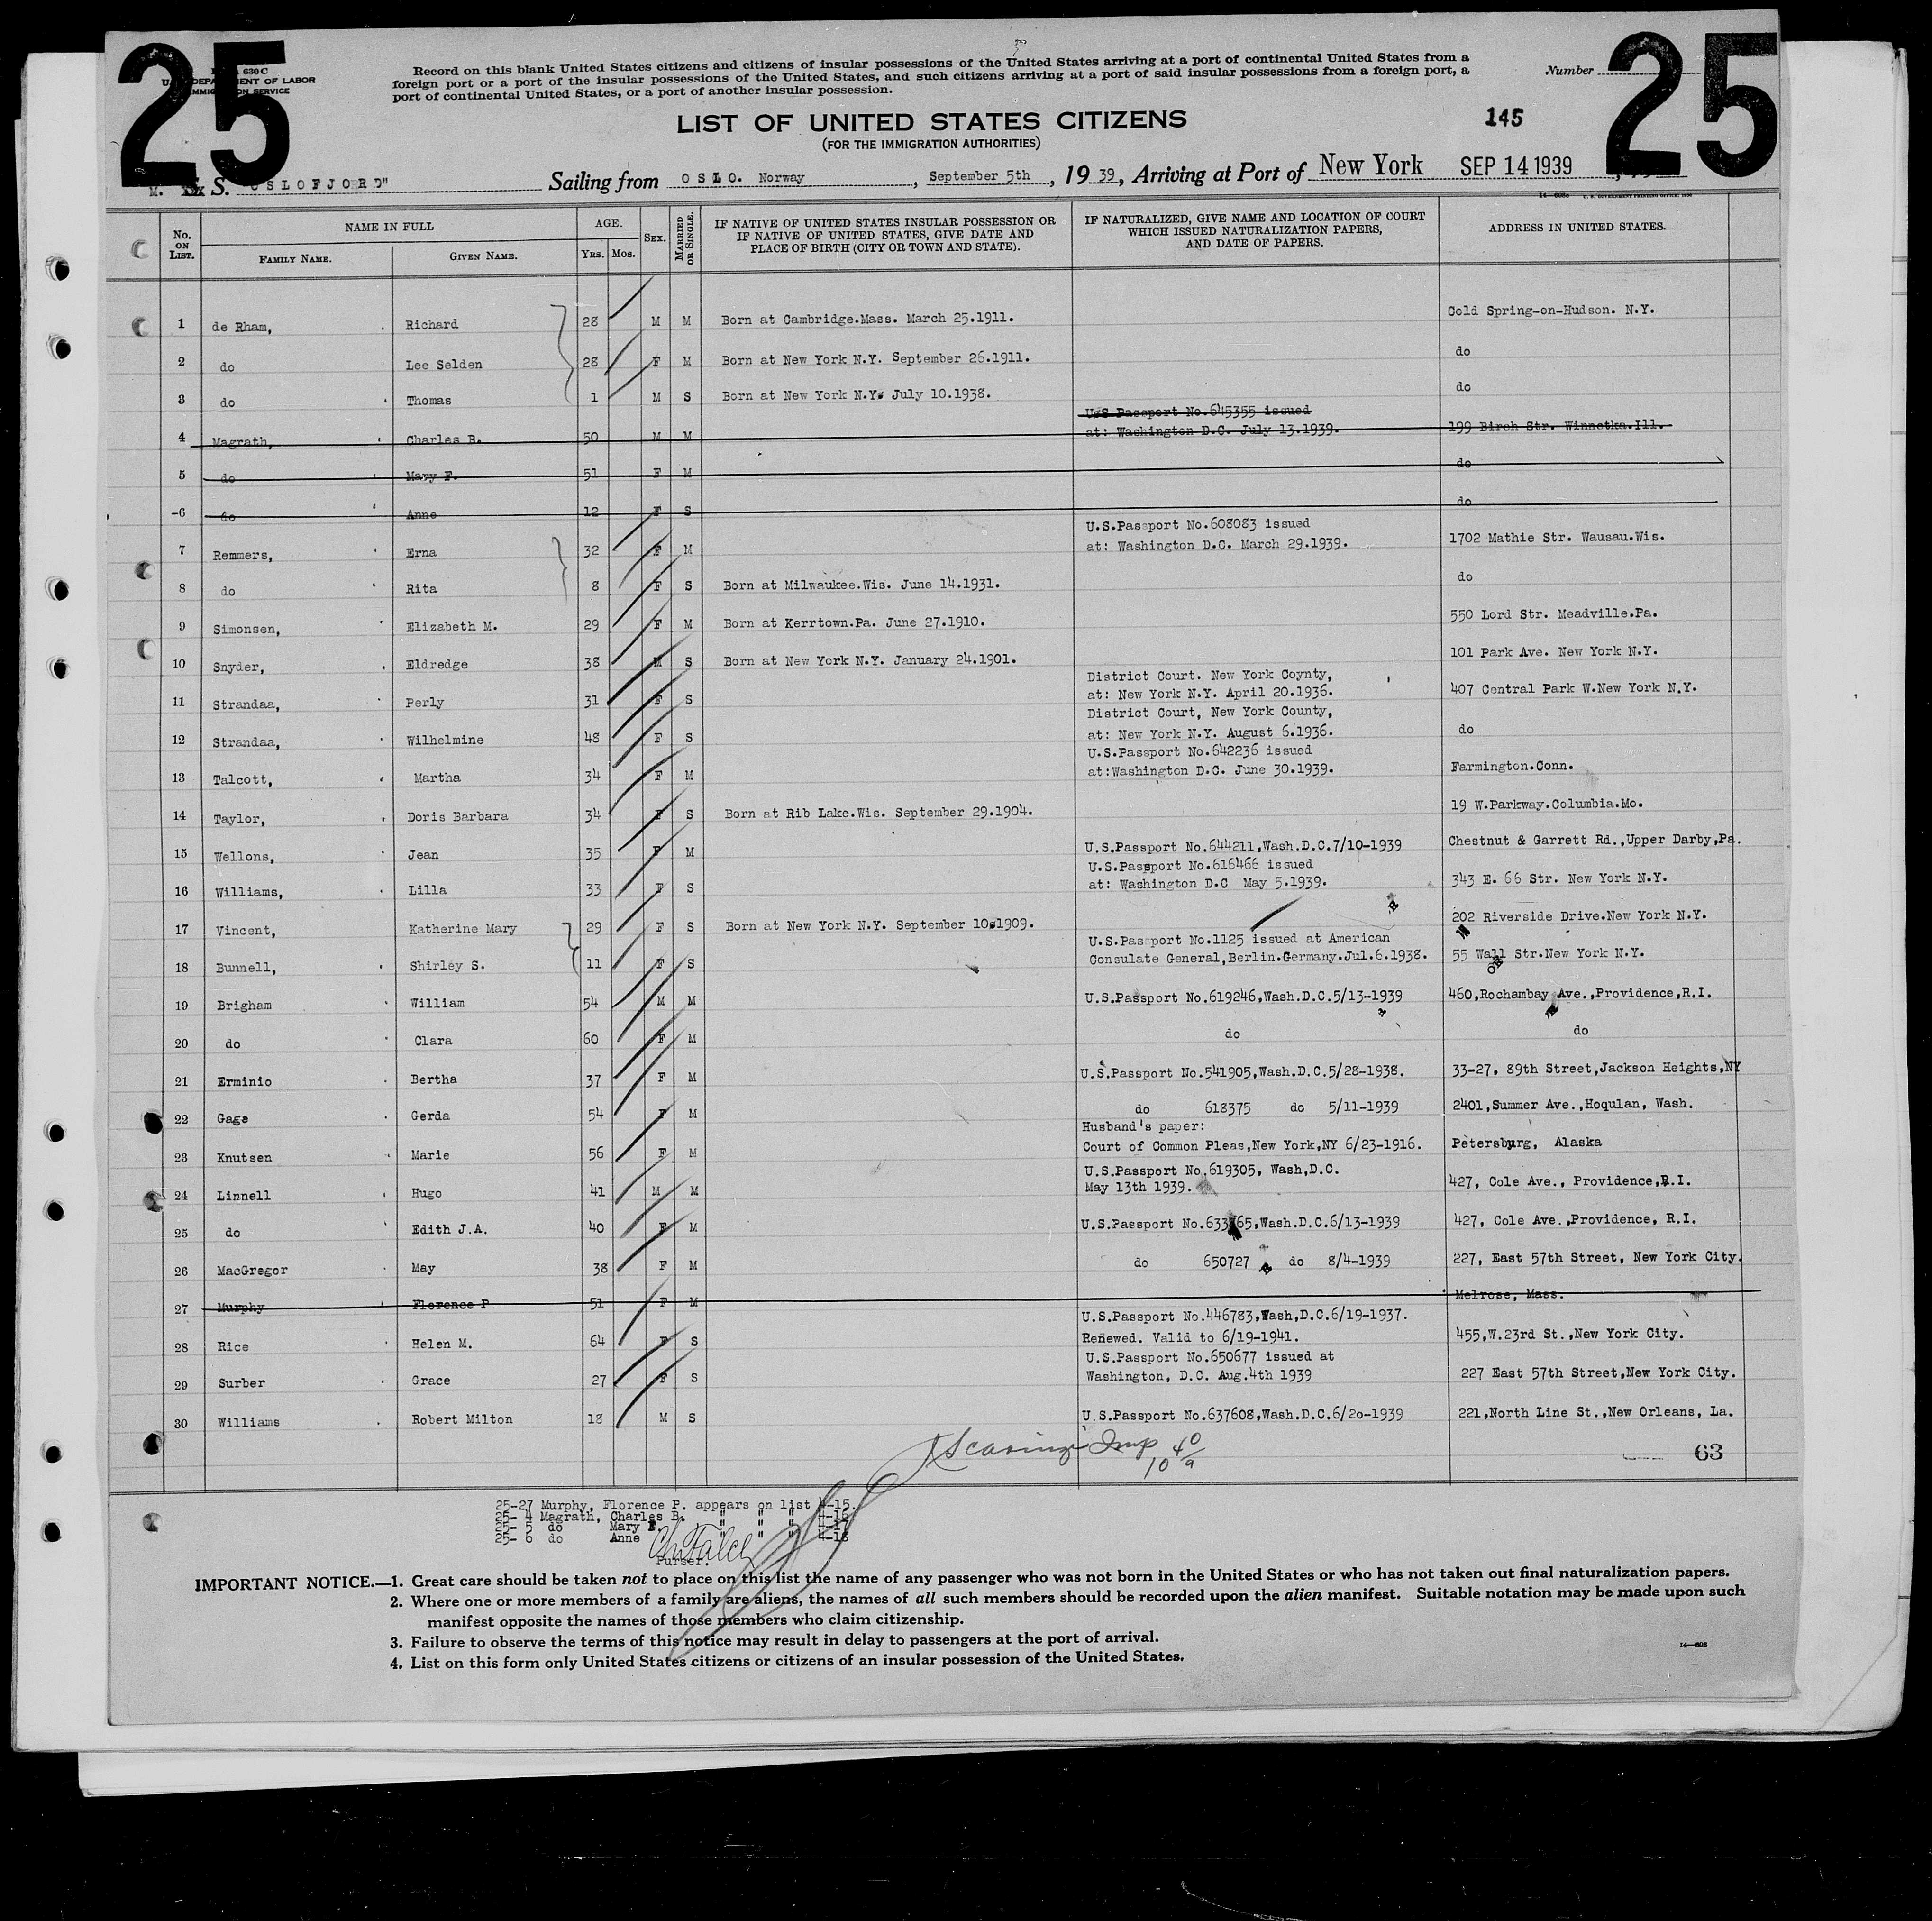 25
630 C
U. S. DEPARTMENT OF LABOR
IMMIGRATION SERVICE
Record on this blank United States citizens and citizens of insular possessions of the United States arriving at a port of continental United States from a
foreign port or a port of the insular possessions of the United States, and such citizens arriving at a port of said insular possessions from a foreign port, a
port of continental United States, or a port of another insular possession.
Number
25
LIST OF UNITED STATES CITIZENS
145
(FOR THE IMMIGRATION AUTHORITIES)
M. S. "OSLOFJORD" Sailing from OSLO. Norway, September 5th, 1939, Arriving at Port of New York SEP 14 1939
No. ON LIST. NAME IN FULL FAMILY NAME. GIVEN NAME. AGE. YRS. MOS. SEX. MARRIED OR SINGLE. IF NATIVE OF UNITED STATES INSULAR POSSESSION OR IF NATIVE OF UNITED STATES, GIVE DATE AND PLACE OF BIRTH (CITY OR TOWN AND STATE). IF NATURALIZED, GIVE NAME AND LOCATION OF COURT WHICH ISSUED NATURALIZATION PAPERS, AND DATE OF PAPERS. ADDRESS IN UNITED STATES.
1 de Rham, Richard 28 M M Born at Cambridge.Mass. March 25.1911. Cold Spring-on-Hudson. N.Y.
2 do Lee Selden 28 F M Born at New York N.Y. September 26.1911. do
3 do Thomas 1 M S Born at New York N.Y. July 10.1938. do
U.S.Passport No.645355 issued
4 Magrath, Charles B. 50 M M at: Washington D.C. July 13.1939. 199 Birch Str. Winnetka.Ill.
5 do Mary F. 51 F M do
-6 do Anne 12 F S do
U.S.Passport No.608083 issued
7 Remmers, Erna 32 F M at: Washington D.C. March 29.1939. 1702 Mathie Str. Wausau.Wis.
8 do Rita 8 F S Born at Milwaukee.Wis. June 14.1931. do
9 Simonsen, Elizabeth M. 29 F M Born at Kerrtown.Pa. June 27.1910. 550 Lord Str. Meadville.Pa.
10 Snyder, Eldredge 38 M S Born at New York N.Y. January 24.1901. 101 Park Ave. New York N.Y.
District Court. New York Coynty,
11 Strandaa, Perly 31 F S at: New York N.Y. April 20.1936. 407 Central Park W.New York N.Y.
District Court, New York County,
12 Strandaa, Wilhelmine 48 F S at: New York N.Y. August 6.1936. do
U.S.Passport No.642236 issued
13 Talcott, Martha 34 F M at:Washington D.C. June 30.1939. Farmington.Conn.
14 Taylor, Doris Barbara 34 F S Born at Rib Lake.Wis. September 29.1904. 19 W.Parkway.Columbia.Mo.
15 Wellons, Jean 35 F M U.S.Passport No.644211,Wash.D.C.7/10-1939 Chestnut & Garrett Rd.,Upper Darby,Pa.
U.S.Passport No.616466 issued
16 Williams, Lilla 33 F S at: Washington D.C May 5.1939. 343 E. 66 Str. New York N.Y.
17 Vincent, Katherine Mary 29 F S Born at New York N.Y. September 10.1909. 202 Riverside Drive.New York N.Y.
U.S.Passport No.1125 issued at American
18 Bunnell, Shirley S. 11 F S Consulate General,Berlin.Germany.Jul.6.1938. 55 Wall Str.New York N.Y.
19 Brigham William 54 M M U.S.Passport No.619246,Wash.D.C.5/13-1939 460,Rochambay Ave.,Providence,R.I.
20 do Clara 60 F M do do
21 Erminio Bertha 37 F M U.S.Passport No.541905,Wash.D.C.5/28-1938. 33-27, 89th Street,Jackson Heights,NY
22 Gage Gerda 54 F M do 618375 do 5/11-1939 2401,Summer Ave.,Hoqulan, Wash.
Husband's paper:
23 Knutsen Marie 56 F M Court of Common Pleas,New York,NY 6/23-1916. Petersburg, Alaska
U.S.Passport No.619305, Wash,D.C.
24 Linnell Hugo 41 M M May 13th 1939. 427, Cole Ave., Providence,R.I.
25 do Edith J.A. 40 F M U.S.Passport 427, Cole Ave.,Providence, R.I.
26 MacGregor May 38 F M do 650727 do 8/4-1939 227, East 57th Street, New York City.
27 Murphy Florence P 51 F M Melrose, Mass.
U.S.Passport No.446783,Wash,D.C.6/19-1937.
28 Rice Helen M. 64 F S Renewed. Valid to 6/19-1941. 455,W.23rd St.,New York City.
U.S.Passport No.650677 issued at
29 Surber Grace 27 F S Washington, D.C. Aug.4th 1939 227 East 57th Street,New York City.
30 Williams Robert Milton 18 M S U.S.Passport No.637608,Wash.D.C.6/20-1939 221,North Line St.,New Orleans, La.
63
25-27 Murphy, Florence P. appears on list 4-15.
25- 4 Magrath, Charles B. " " " 4-16
25- 5 do Mary F. " " " 4-17
25- 6 do Anne " " " 4-18
Purser.
IMPORTANT NOTICE.—1. Great care should be taken not to place on this list the name of any passenger who was not born in the United States or who has not taken out final naturalization papers.
2. Where one or more members of a family are aliens, the names of all such members should be recorded upon the alien manifest. Suitable notation may be made upon such
manifest opposite the names of those members who claim citizenship.
3. Failure to observe the terms of this notice may result in delay to passengers at the port of arrival.
4. List on this form only United States citizens or citizens of an insular possession of the United States.
14—608